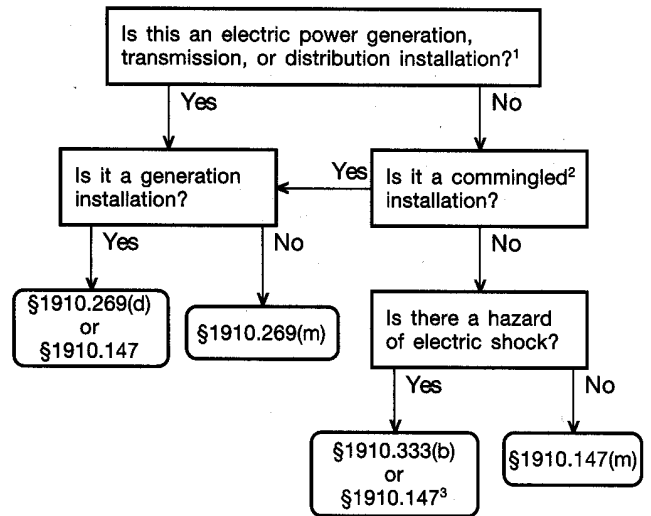 Is this an electric power generation,
transmission, or distribution installation?¹
Yes
No
Is it a generation
installation?
Yes
Is it a commingled²
installation?
Yes
No
No
§1910.269(d)
or
§1910.147
§1910.269(m)
Is there a hazard
of electric shock?
Yes
No
§1910.333(b)
or
§1910.147³
§1910.147(m)